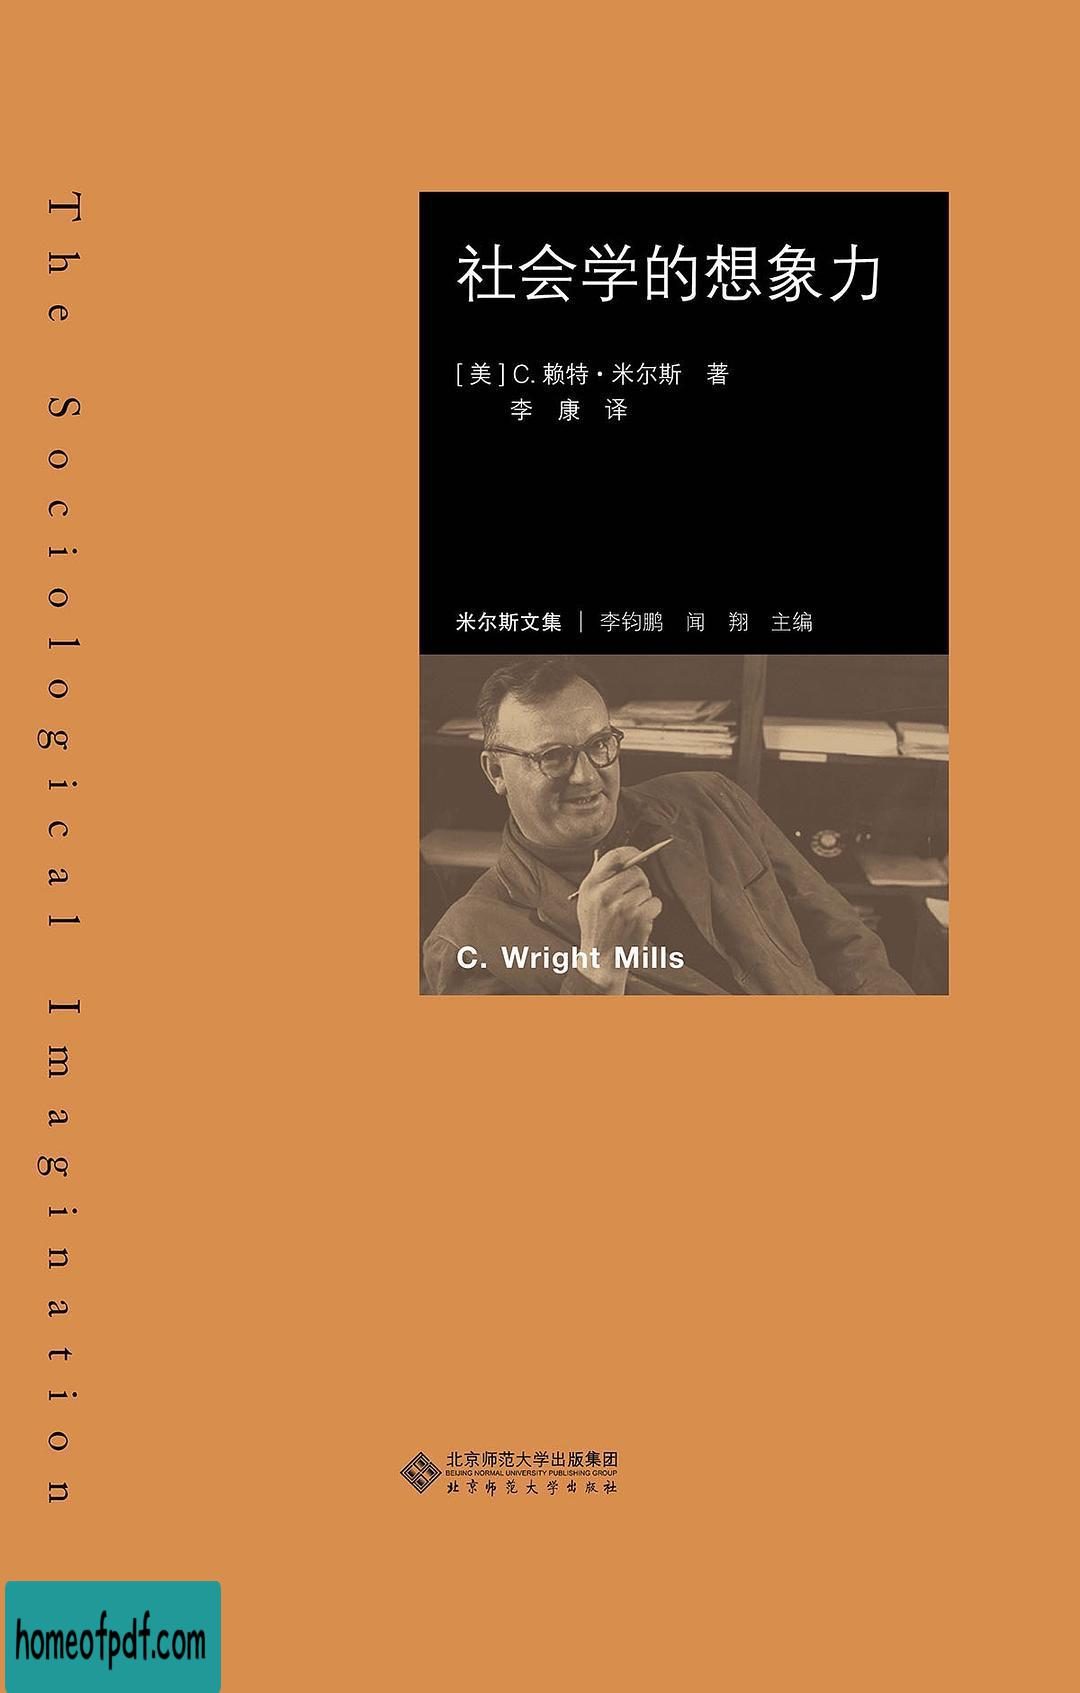 The Sociological Imagination
社会学的想象力
[ 美 ] C. 赖特·米尔斯 著
李 康 译
米尔斯文集 | 李钧鹏 闻 翔 主编
C. Wright Mills
北京师范大学出版集团
BEIJING NORMAL UNIVERSITY PUBLISHING GROUP
北京师范大学出版社
homeofpdf.com